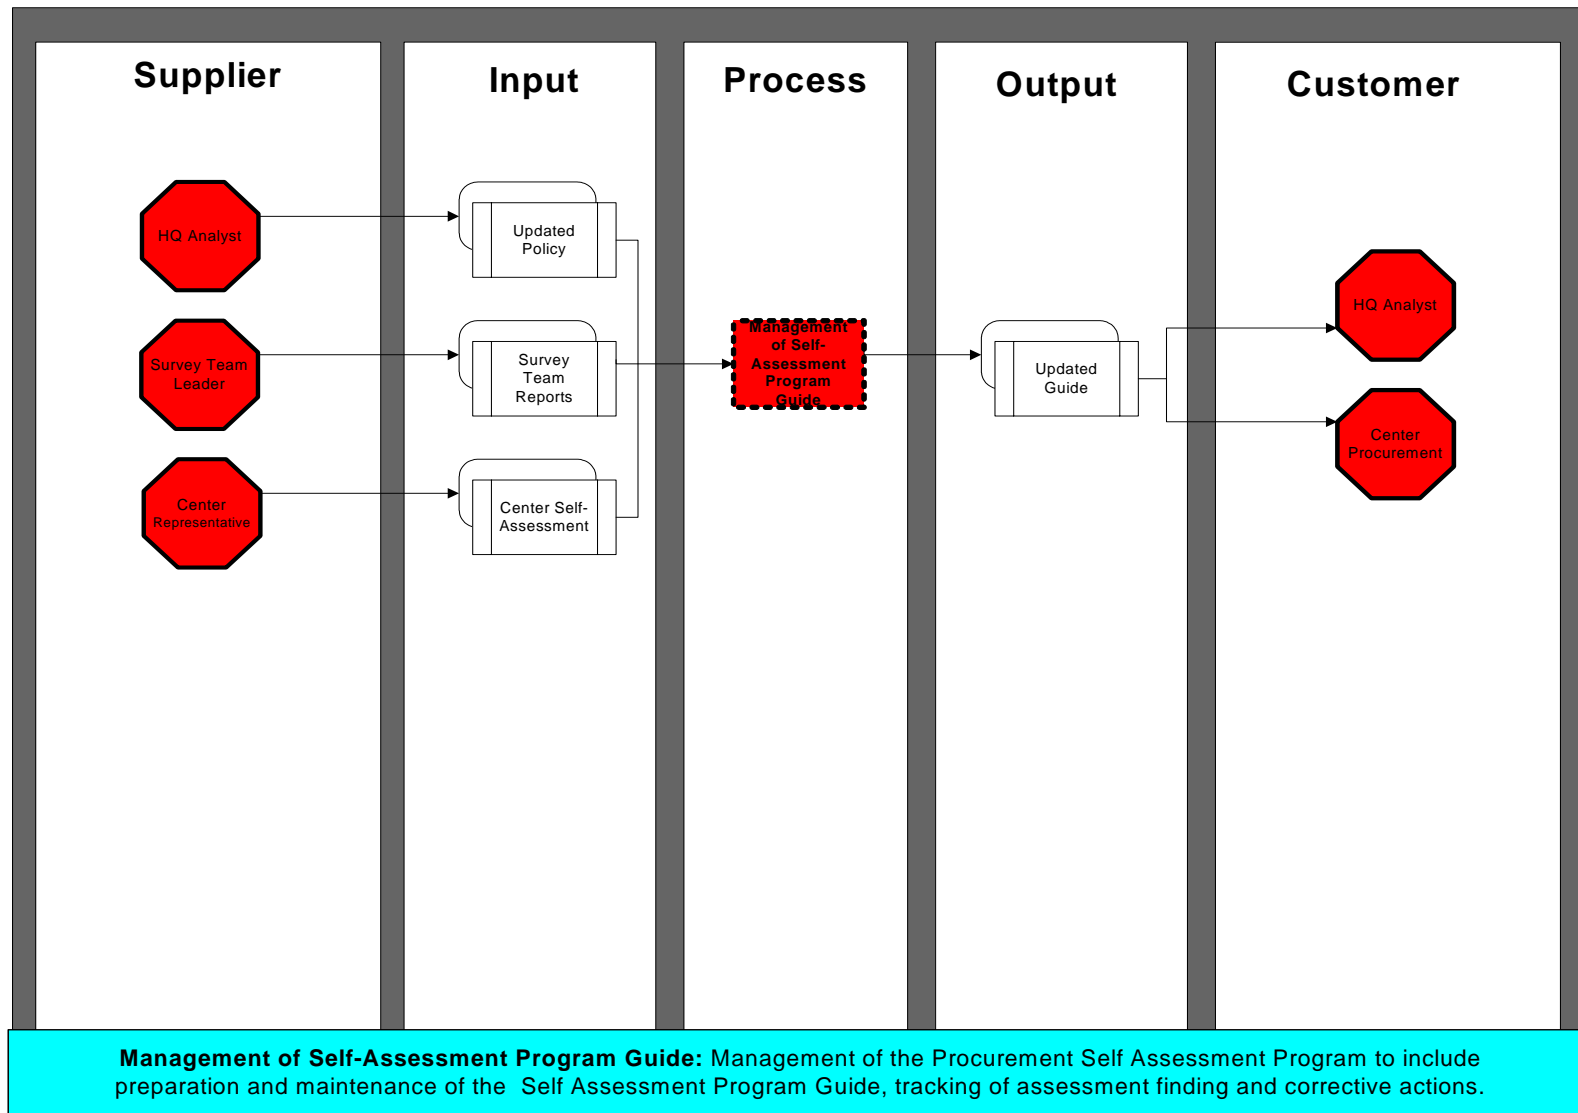 Supplier
Input
Process
Output
Customer
HQ Analyst
Survey Team
Leader
Center
Representative
Updated
Policy
Survey
Team
Reports
Center Self-
Assessment
Management
of Self-
Assessment
Program
Guide
Updated
Guide
HQ Analyst
Center
Procurement
Management of Self-Assessment Program Guide: Management of the Procurement Self Assessment Program to include
preparation and maintenance of the  Self Assessment Program Guide, tracking of assessment finding and corrective actions.